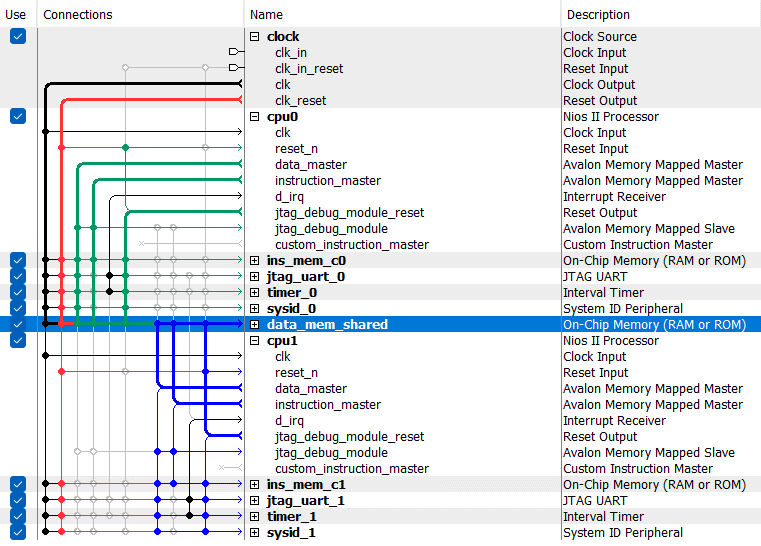 Use Connections Name Description
clock Clock Source
clk_in Clock Input
clk_in_reset Reset Input
clk Clock Output
clk_reset Reset Output
cpu0 Nios II Processor
clk Clock Input
reset_n Reset Input
data_master Avalon Memory Mapped Master
instruction_master Avalon Memory Mapped Master
d_irq Interrupt Receiver
jtag_debug_module_reset Reset Output
jtag_debug_module Avalon Memory Mapped Slave
custom_instruction_master Custom Instruction Master
ins_mem_c0 On-Chip Memory (RAM or ROM)
jtag_uart_0 JTAG UART
timer_0 Interval Timer
sysid_0 System ID Peripheral
data_mem_shared On-Chip Memory (RAM or ROM)
cpu1 Nios II Processor
clk Clock Input
reset_n Reset Input
data_master Avalon Memory Mapped Master
instruction_master Avalon Memory Mapped Master
d_irq Interrupt Receiver
jtag_debug_module_reset Reset Output
jtag_debug_module Avalon Memory Mapped Slave
custom_instruction_master Custom Instruction Master
ins_mem_c1 On-Chip Memory (RAM or ROM)
jtag_uart_1 JTAG UART
timer_1 Interval Timer
sysid_1 System ID Peripheral